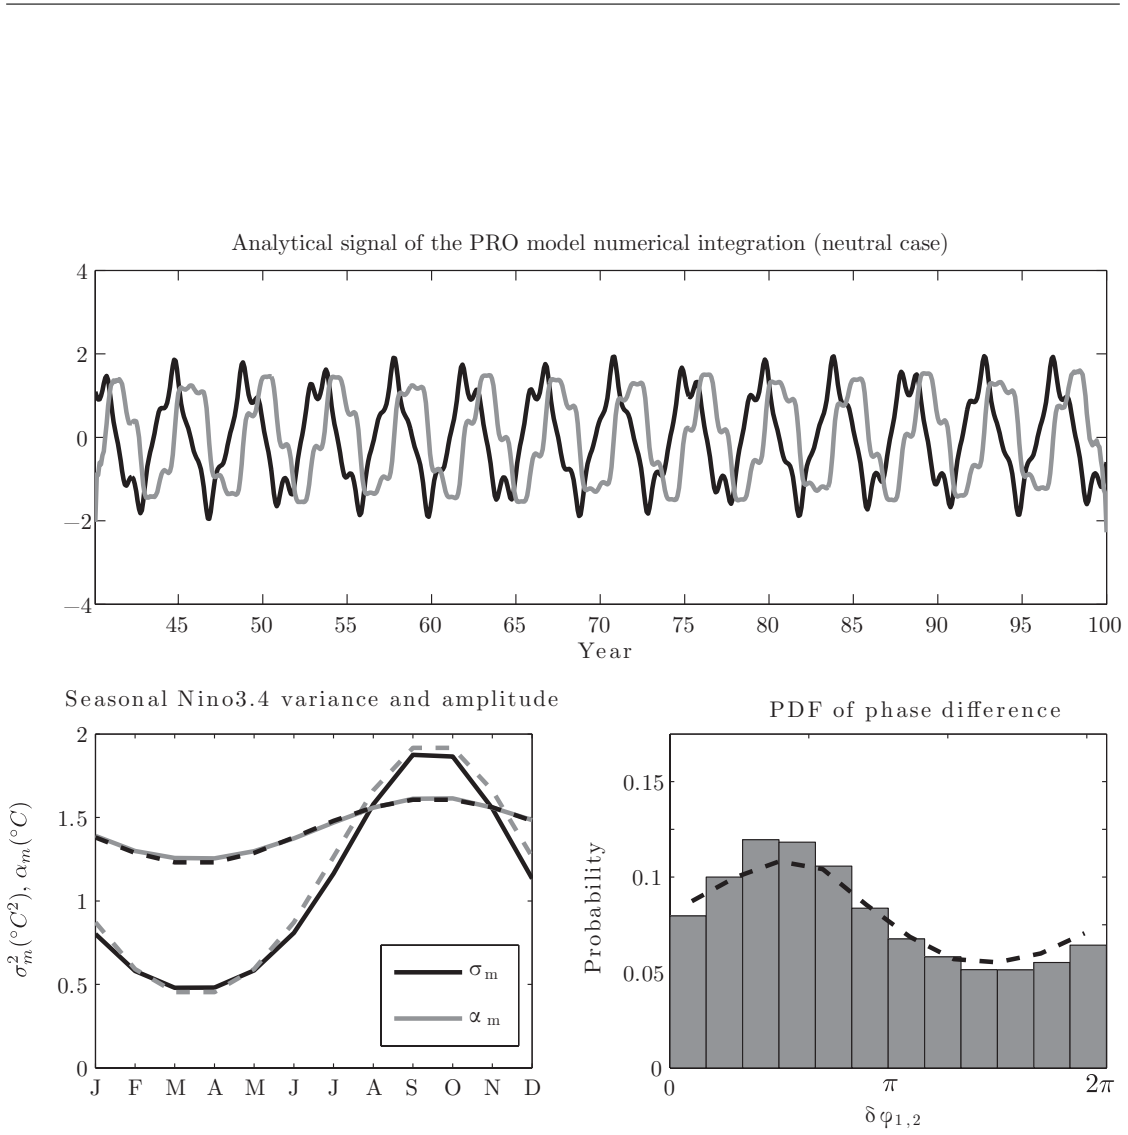 Analytical signal of the PRO model numerical integration (neutral case)
4
2
0
−2
−4
45 50 55 60 65 70 75 80 85 90 95 100
Year
Seasonal Nino3.4 variance and amplitude
2
1.5
1
0.5
0
σ²ₘ(°C²), αₘ(°C)
σ m
α m
J F M A M J J A S O N D
PDF of phase difference
0.15
0.1
0.05
0
Probability
0 π 2π
δφ1,2